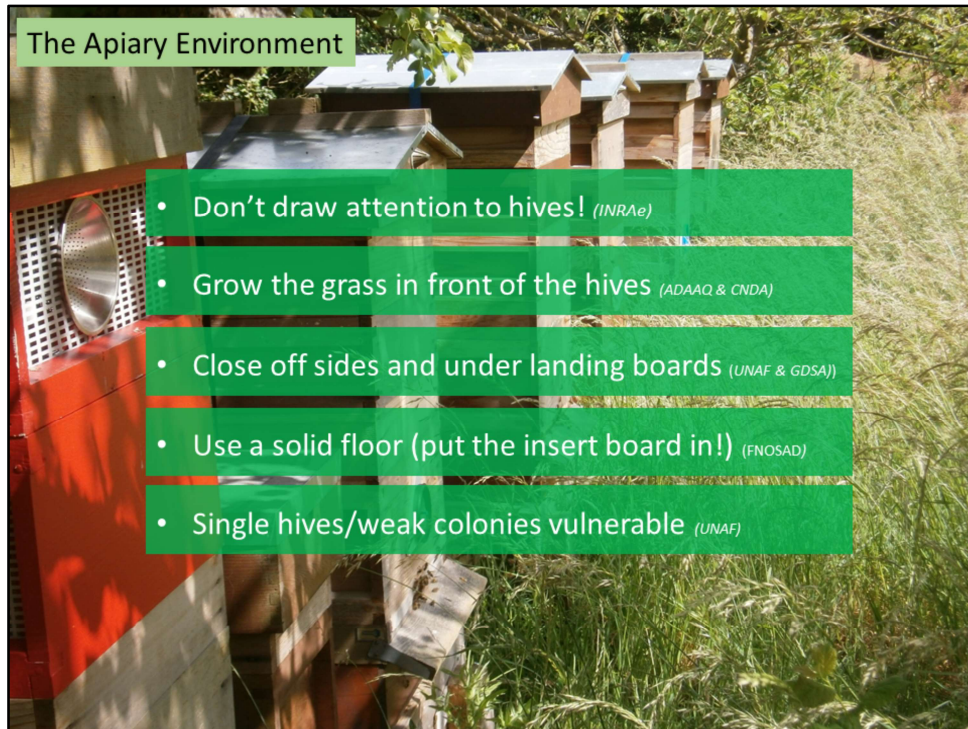 The Apiary Environment
• Don’t draw attention to hives! (INRAe)
• Grow the grass in front of the hives (ADAAQ & CNDA)
• Close off sides and under landing boards (UNAF & GDSA))
• Use a solid floor (put the insert board in!) (FNOSAD)
• Single hives/weak colonies vulnerable (UNAF)